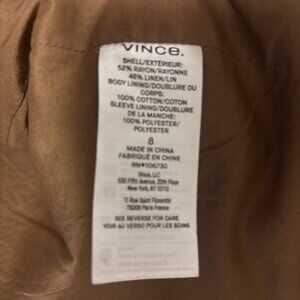 VINCE.
SHELL/EXTÉRIEUR:
52% RAYON/RAYONNE
48% LINEN/LIN
BODY LINING/DOUBLURE DU
CORPS:
100% COTTON/COTON
SLEEVE LINING/DOUBLURE
DE LA MANCHE:
100% POLYESTER/
POLYESTER
8
MADE IN CHINA
FABRIQUÉ EN CHINE
RN#106730
Vince, LLC
500 Fifth Avenue, 20th Floor
New York, NY 10110
11 Rue Saint Florentin
75008 Paris France
SEE REVERSE FOR CARE
VOIR AU VERSO POUR LES SOINS